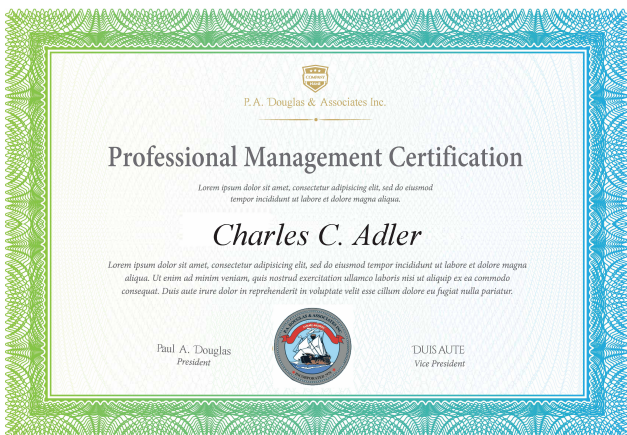 COMPANY
P.A. Douglas & Associates Inc.
Professional Management Certification
Lorem ipsum dolor sit amet, consectetur adipisicing elit, sed do eiusmod
tempor incididunt ut labore et dolore magna aliqua.
Charles C. Adler
Lorem ipsum dolor sit amet, consectetur adipisicing elit, sed do eiusmod tempor incididunt ut labore et dolore magna
aliqua. Ut enim ad minim veniam, quis nostrud exercitation ullamco laboris nisi ut aliquip ex ea commodo
consequat. Duis aute irure dolor in reprehenderit in voluptate velit esse cillum dolore eu fugiat nulla pariatur.
P.A. DOUGLAS & ASSOCIATES INC.
Paul A. Douglas
President
DUIS AUTE
Vice President